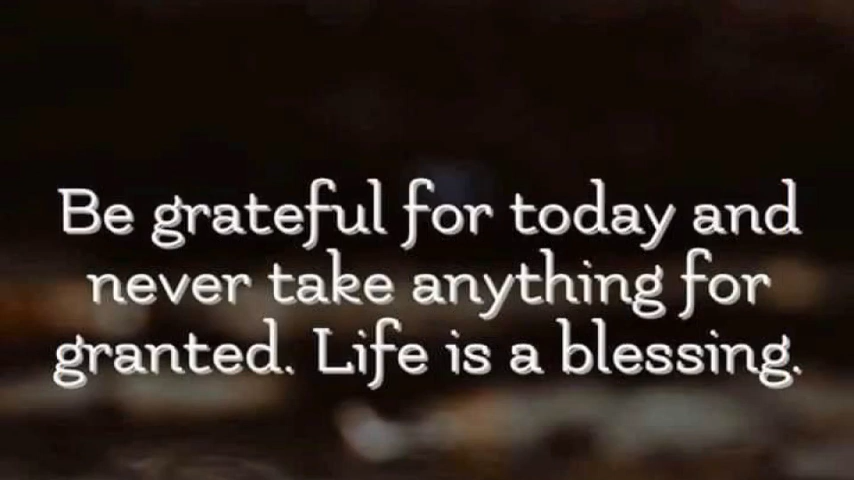 Be grateful for today and
never take anything for
granted. Life is a blessing.